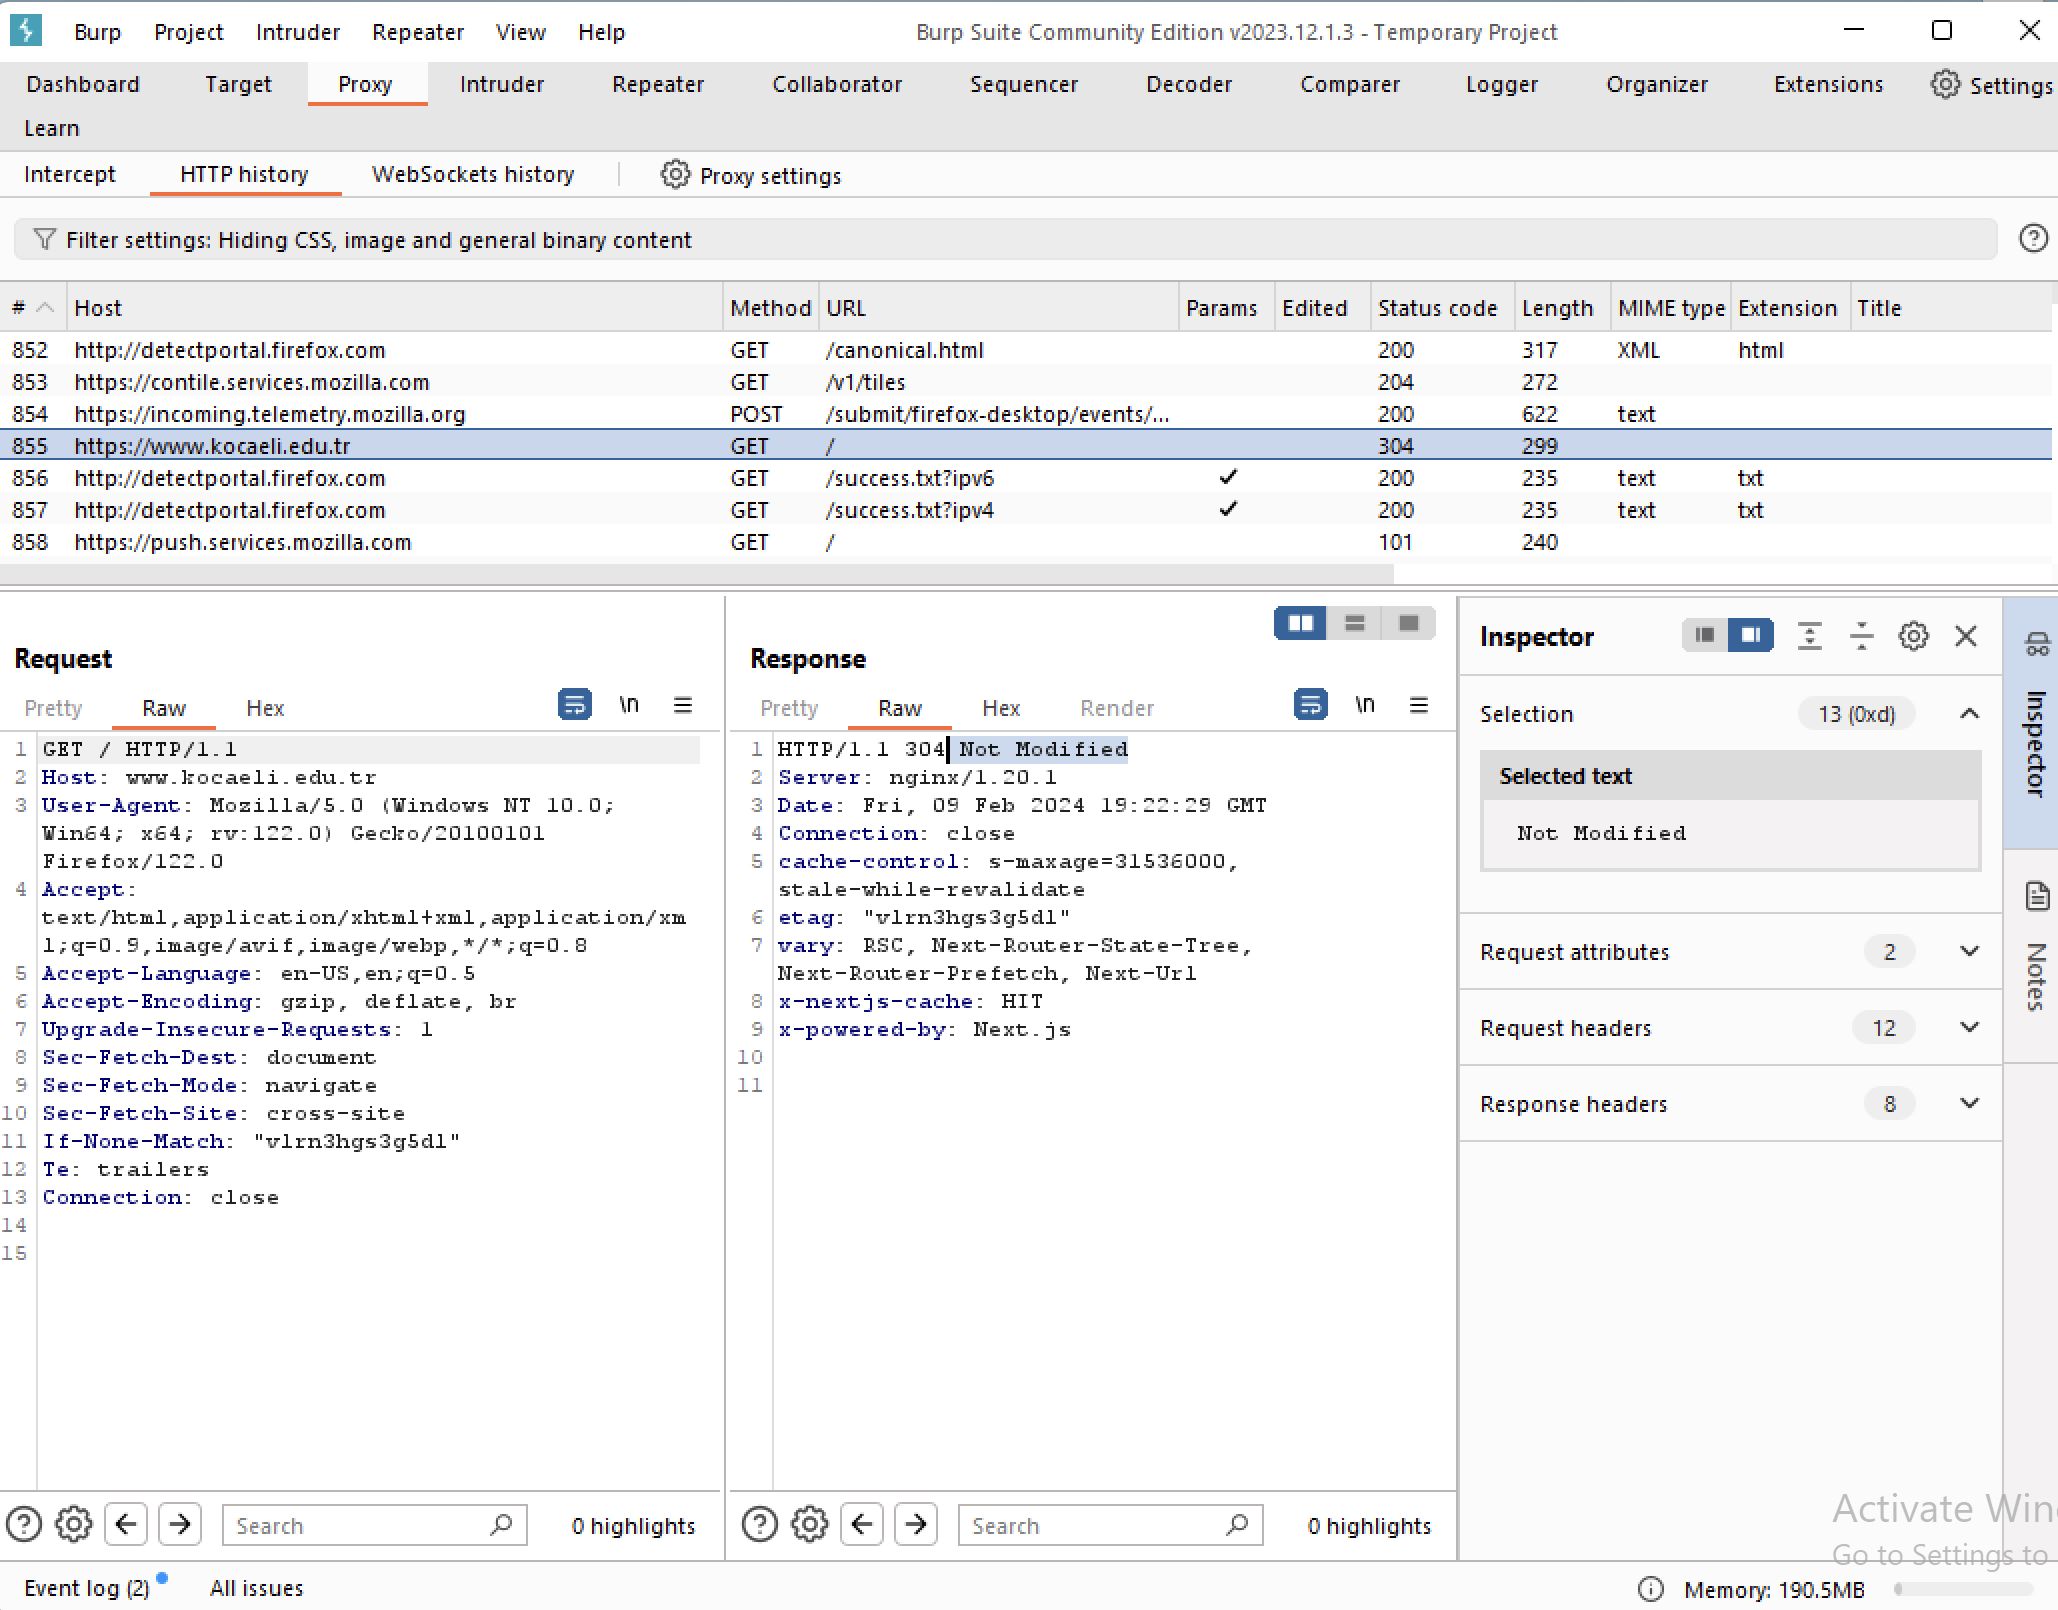 Burp Project Intruder Repeater View Help Burp Suite Community Edition v2023.12.1.3 - Temporary Project
Dashboard Target Proxy Intruder Repeater Collaborator Sequencer Decoder Comparer Logger Organizer Extensions Settings
Learn
Intercept HTTP history WebSockets history Proxy settings
Filter settings: Hiding CSS, image and general binary content
# Host Method URL Params Edited Status code Length MIME type Extension Title
852 http://detectportal.firefox.com GET /canonical.html 200 317 XML html
853 https://contile.services.mozilla.com GET /v1/tiles 204 272
854 https://incoming.telemetry.mozilla.org POST /submit/firefox-desktop/events/... 200 622 text
855 https://www.kocaeli.edu.tr GET / 304 299
856 http://detectportal.firefox.com GET /success.txt?ipv6 ✓ 200 235 text txt
857 http://detectportal.firefox.com GET /success.txt?ipv4 ✓ 200 235 text txt
858 https://push.services.mozilla.com GET / 101 240
Request
Pretty Raw Hex \n
1 GET / HTTP/1.1
2 Host: www.kocaeli.edu.tr
3 User-Agent: Mozilla/5.0 (Windows NT 10.0;
Win64; x64; rv:122.0) Gecko/20100101
Firefox/122.0
4 Accept:
text/html,application/xhtml+xml,application/xm
l;q=0.9,image/avif,image/webp,*/*;q=0.8
5 Accept-Language: en-US,en;q=0.5
6 Accept-Encoding: gzip, deflate, br
7 Upgrade-Insecure-Requests: 1
8 Sec-Fetch-Dest: document
9 Sec-Fetch-Mode: navigate
10 Sec-Fetch-Site: cross-site
11 If-None-Match: "vlrn3hgs3g5dl"
12 Te: trailers
13 Connection: close
14
15
Search 0 highlights
Response
Pretty Raw Hex Render \n
1 HTTP/1.1 304 Not Modified
2 Server: nginx/1.20.1
3 Date: Fri, 09 Feb 2024 19:22:29 GMT
4 Connection: close
5 cache-control: s-maxage=31536000,
stale-while-revalidate
6 etag: "vlrn3hgs3g5dl"
7 vary: RSC, Next-Router-State-Tree,
Next-Router-Prefetch, Next-Url
8 x-nextjs-cache: HIT
9 x-powered-by: Next.js
10
11
Search 0 highlights
Inspector
Selection 13 (0xd)
Selected text
Not Modified
Request attributes 2
Request headers 12
Response headers 8
Inspector
Notes
Activate Win
Go to Settings to
Event log (2) All issues Memory: 190.5MB